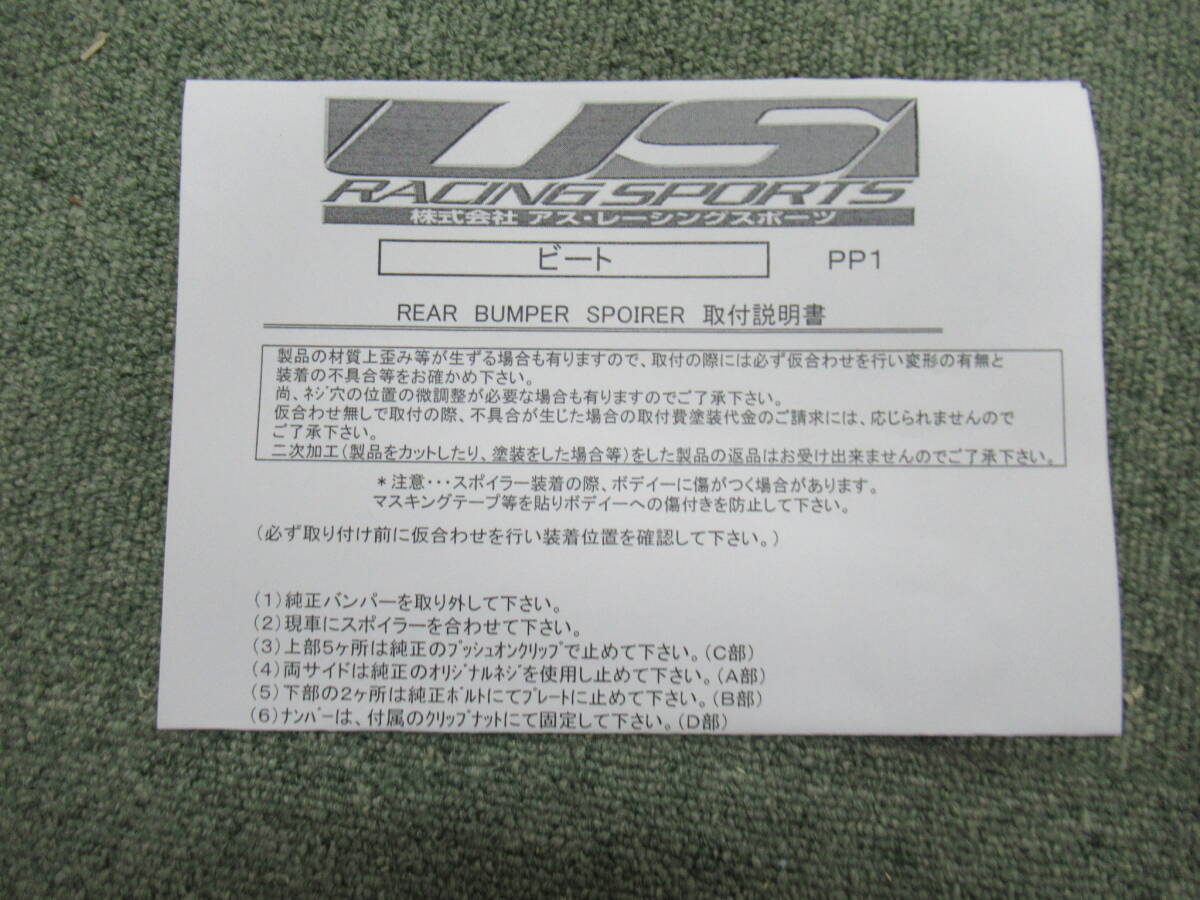 US
RACING SPORTS
株式会社 アス・レーシングスポーツ
ビート PP1
REAR BUMPER SPOIRER 取付説明書
製品の材質上歪み等が生ずる場合も有りますので、取付の際には必ず仮合わせを行い変形の有無と
装着の不具合等をお確かめ下さい。
尚、ネジ穴の位置の微調整が必要な場合も有りますのでご了承下さい。
仮合わせ無しで取付の際、不具合が生じた場合の取付費塗装代金のご請求には、応じられませんので
ご了承下さい。
二次加工(製品をカットしたり、塗装をした場合等)をした製品の返品はお受け出来ませんのでご了承下さい。
*注意・・・スポイラー装着の際、ボデイーに傷がつく場合があります。
マスキングテープ等を貼りボデイーへの傷付きを防止して下さい。
(必ず取り付け前に仮合わせを行い装着位置を確認して下さい。)
(1)純正バンパーを取り外して下さい。
(2)現車にスポイラーを合わせて下さい。
(3)上部5ヶ所は純正のプッシュオンクリップで止めて下さい。(C部)
(4)両サイドは純正のオリジナルネジを使用し止めて下さい。(A部)
(5)下部の2ヶ所は純正ボルトにてプレートに止めて下さい。(B部)
(6)ナンバーは、付属のクリップナットにて固定して下さい。(D部)